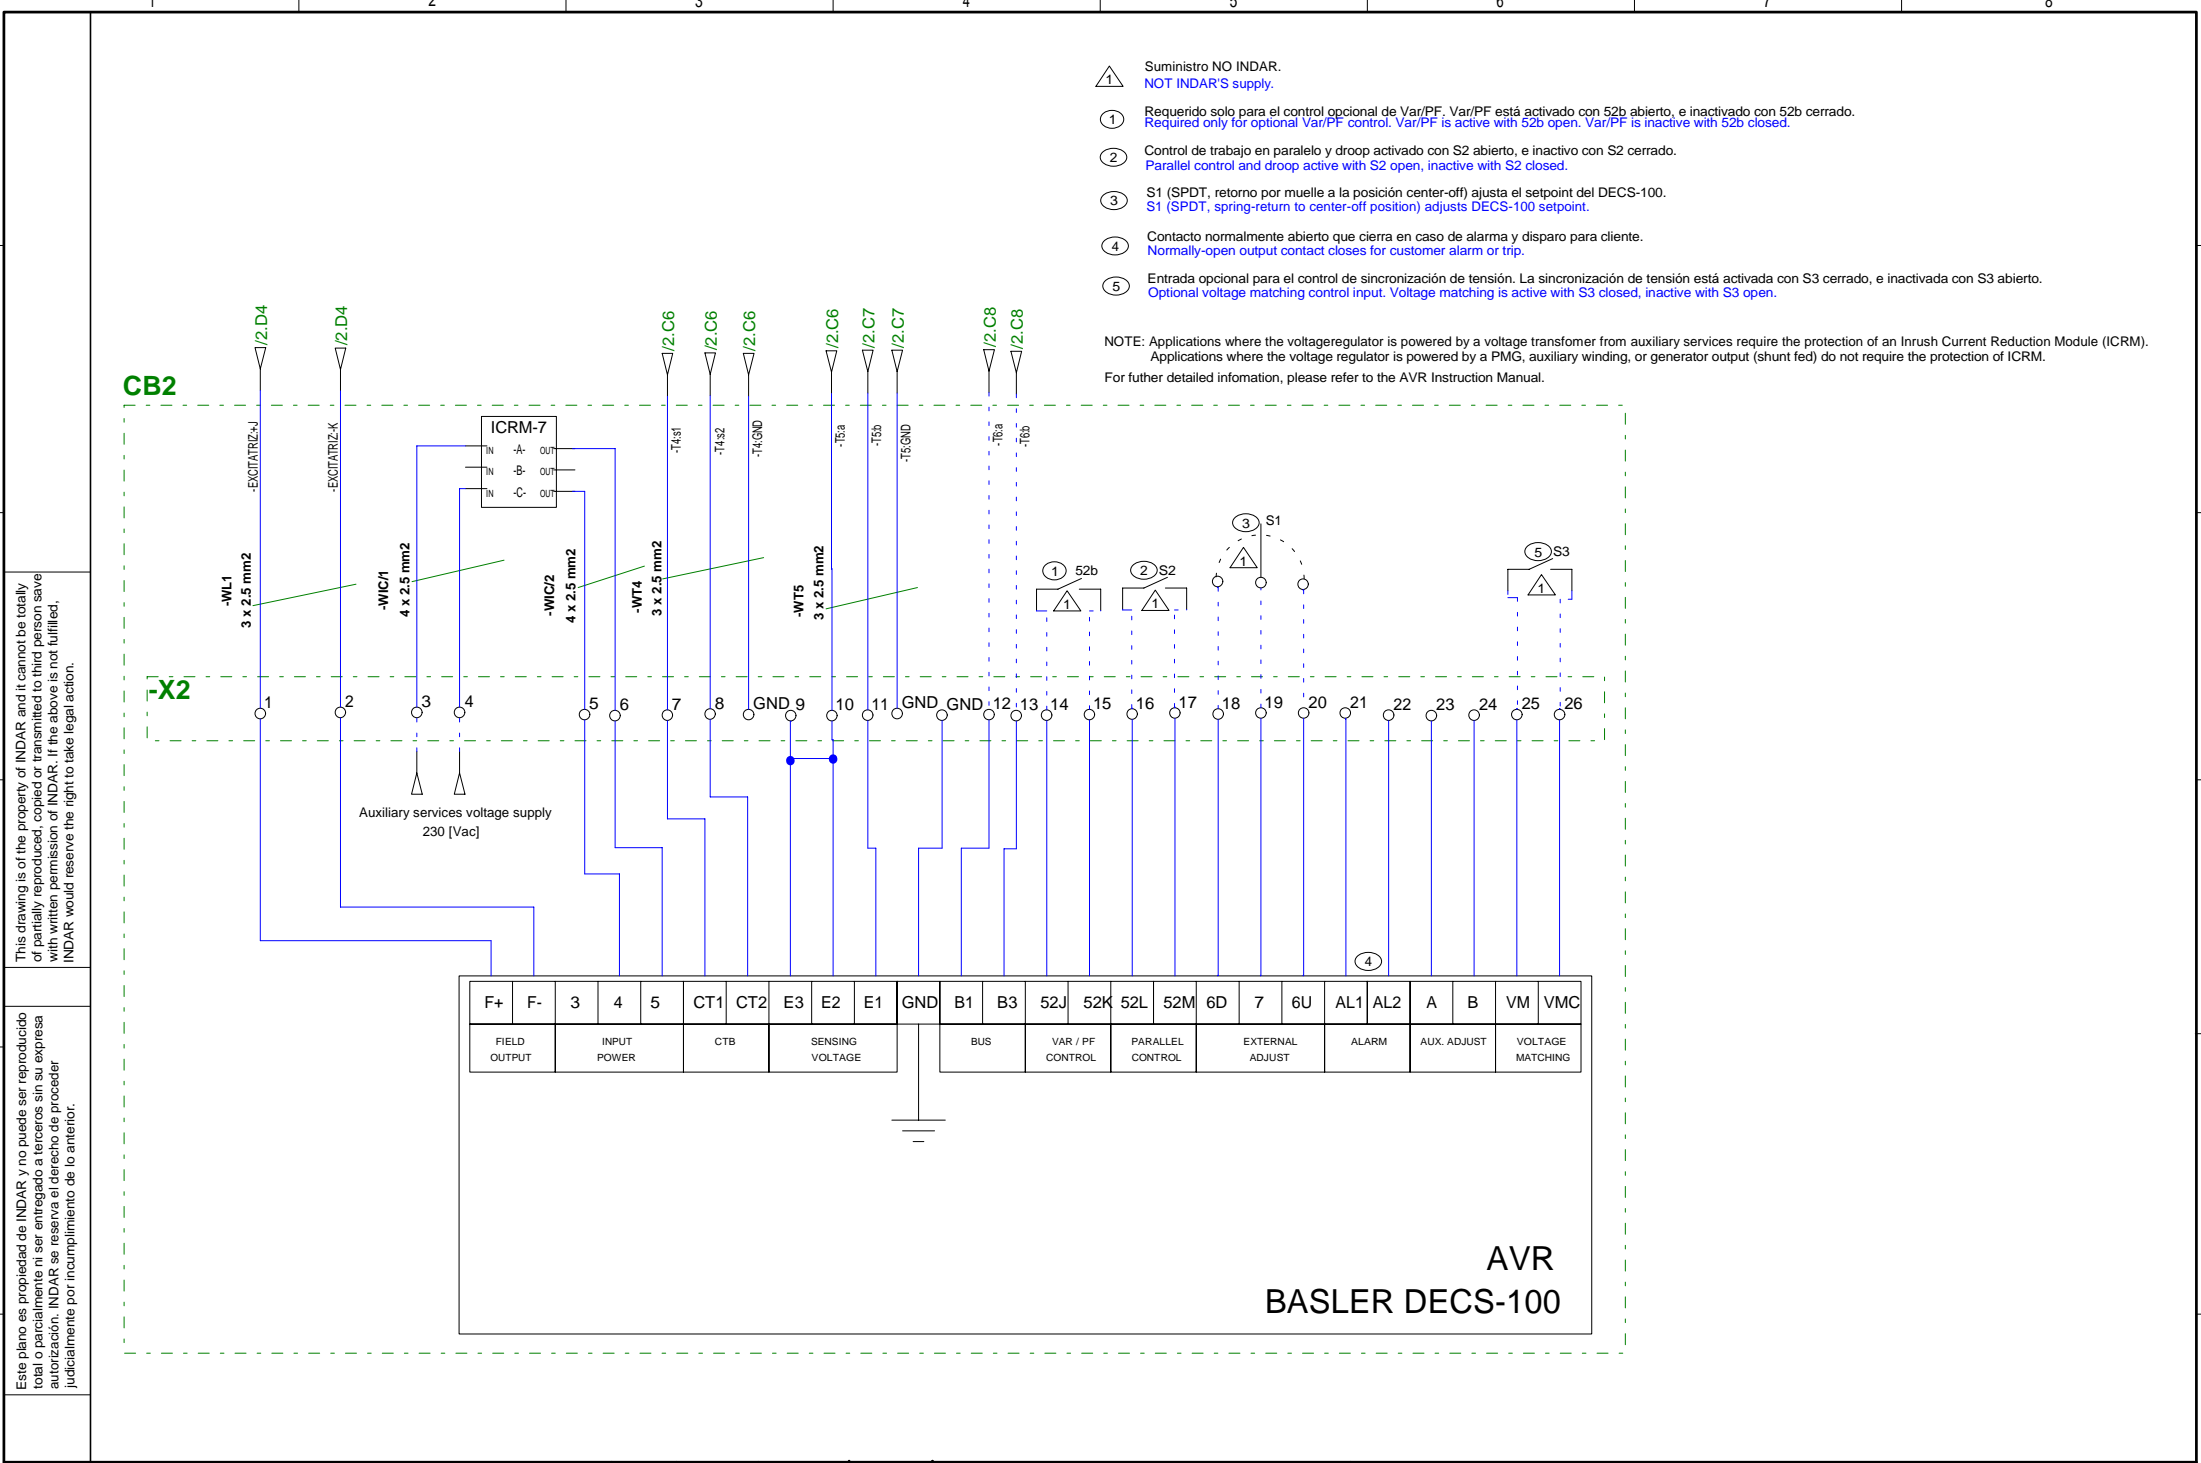 1 2 3 4 5 6 7 8
1 Suministro NO INDAR.
NOT INDAR'S supply.
1 Requerido solo para el control opcional de Var/PF. Var/PF está activado con 52b abierto, e inactivado con 52b cerrado.
Required only for optional Var/PF control. Var/PF is active with 52b open. Var/PF is inactive with 52b closed.
2 Control de trabajo en paralelo y droop activado con S2 abierto, e inactivo con S2 cerrado.
Parallel control and droop active with S2 open, inactive with S2 closed.
3 S1 (SPDT, retorno por muelle a la posición center-off) ajusta el setpoint del DECS-100.
S1 (SPDT, spring-return to center-off position) adjusts DECS-100 setpoint.
4 Contacto normalmente abierto que cierra en caso de alarma y disparo para cliente.
Normally-open output contact closes for customer alarm or trip.
5 Entrada opcional para el control de sincronización de tensión. La sincronización de tensión está activada con S3 cerrado, e inactivada con S3 abierto.
Optional voltage matching control input. Voltage matching is active with S3 closed, inactive with S3 open.
NOTE: Applications where the voltageregulator is powered by a voltage transfomer from auxiliary services require the protection of an Inrush Current Reduction Module (ICRM).
Applications where the voltage regulator is powered by a PMG, auxiliary winding, or generator output (shunt fed) do not require the protection of ICRM.
For futher detailed infomation, please refer to the AVR Instruction Manual.
/2.D4 /2.D4 /2.C6 /2.C6 /2.C6 /2.C6 /2.C7 /2.C7 /2.C8 /2.C8
CB2
-EXCITATRIZ:+J -EXCITATRIZ:-K -T4:s1 -T4:s2 -T4:GND -T5:a -T5:b -T5:GND -T6:a -T6:b
ICRM-7
IN -A- OUT
IN -B- OUT
IN -C- OUT
3 S1
1
1 52b
1
2 S2
1
5 S3
1
-WL1
3 x 2.5 mm2
-WIC/1
4 x 2.5 mm2
-WIC/2
4 x 2.5 mm2
-WT4
3 x 2.5 mm2
-WT5
3 x 2.5 mm2
-X2
1 2 3 4 5 6 7 8 GND 9 10 11 GND GND 12 13 14 15 16 17 18 19 20 21 22 23 24 25 26
Auxiliary services voltage supply
230 [Vac]
4
F+ F- 3 4 5 CT1 CT2 E3 E2 E1 GND B1 B3 52J 52K 52L 52M 6D 7 6U AL1 AL2 A B VM VMC
FIELD
OUTPUT
INPUT
POWER
CTB
SENSING
VOLTAGE
BUS
VAR / PF
CONTROL
PARALLEL
CONTROL
EXTERNAL
ADJUST
ALARM
AUX. ADJUST
VOLTAGE
MATCHING
AVR
BASLER DECS-100
This drawing is of the property of INDAR and it cannot be totally
of partially reproduced, copied or transmitted to third person save
with written permission of INDAR. If the above is not fulfilled,
INDAR would reserve the right to take legal action.
Este plano es propiedad de INDAR y no puede ser reproducido
total o parcialmente ni ser entregado a terceros sin su expresa
autorización. INDAR se reserva el derecho de proceder
judicialmente por incumplimiento de lo anterior.